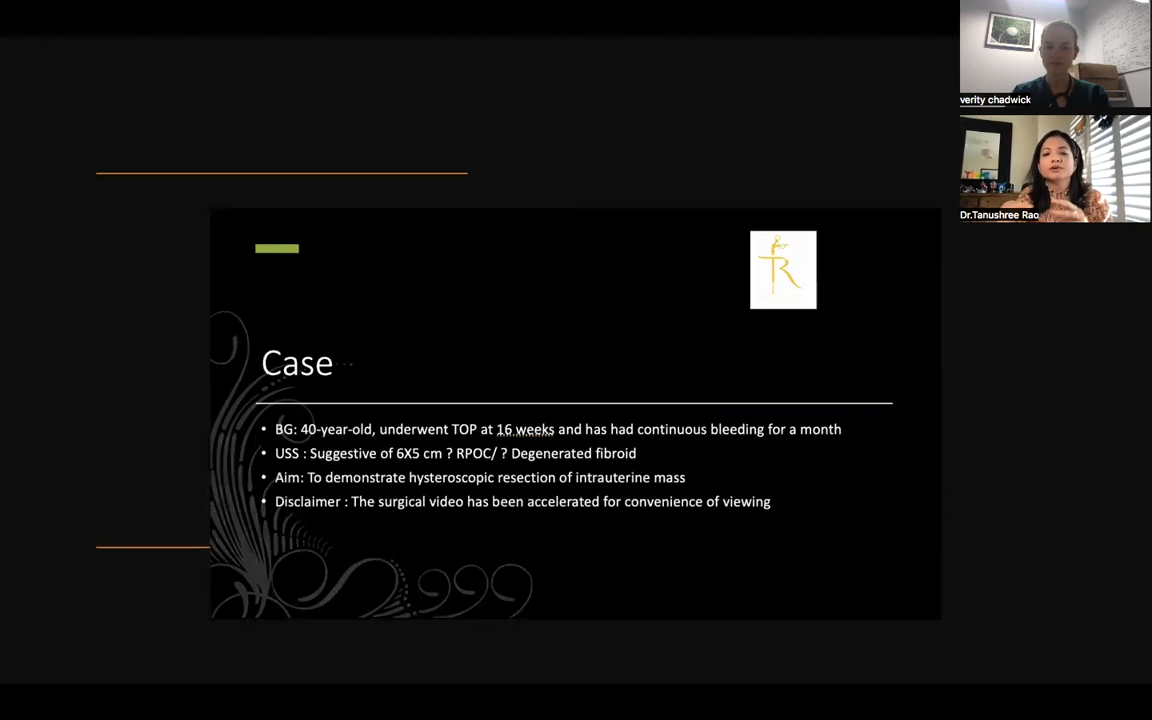 verity chadwick
Dr.Tanushree Rao
TR
Case
• BG: 40-year-old, underwent TOP at 16 weeks and has had continuous bleeding for a month
• USS : Suggestive of 6X5 cm ? RPOC/ ? Degenerated fibroid
• Aim: To demonstrate hysteroscopic resection of intrauterine mass
• Disclaimer : The surgical video has been accelerated for convenience of viewing